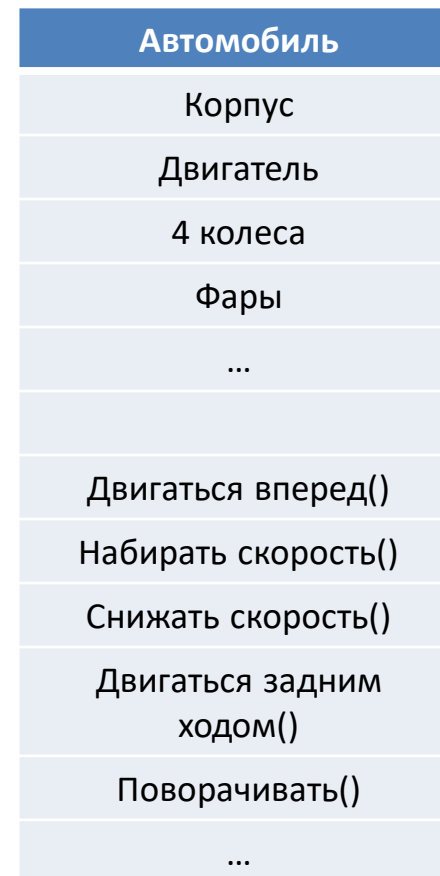 Автомобиль
Корпус
Двигатель
4 колеса
Фары
…
Двигаться вперед()
Набирать скорость()
Снижать скорость()
Двигаться задним
ходом()
Поворачивать()
…